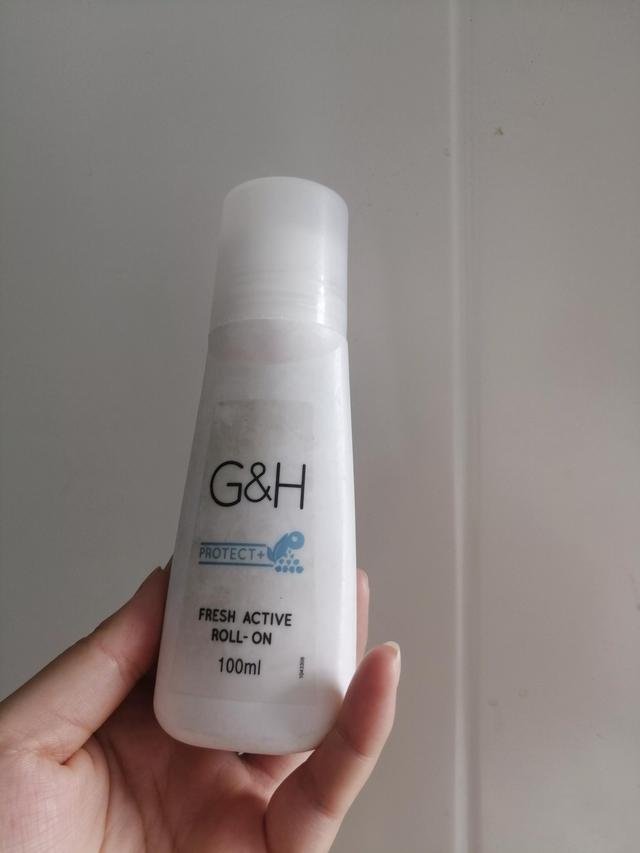 G&H
PROTECT+
FRESH ACTIVE
ROLL-ON
100ml